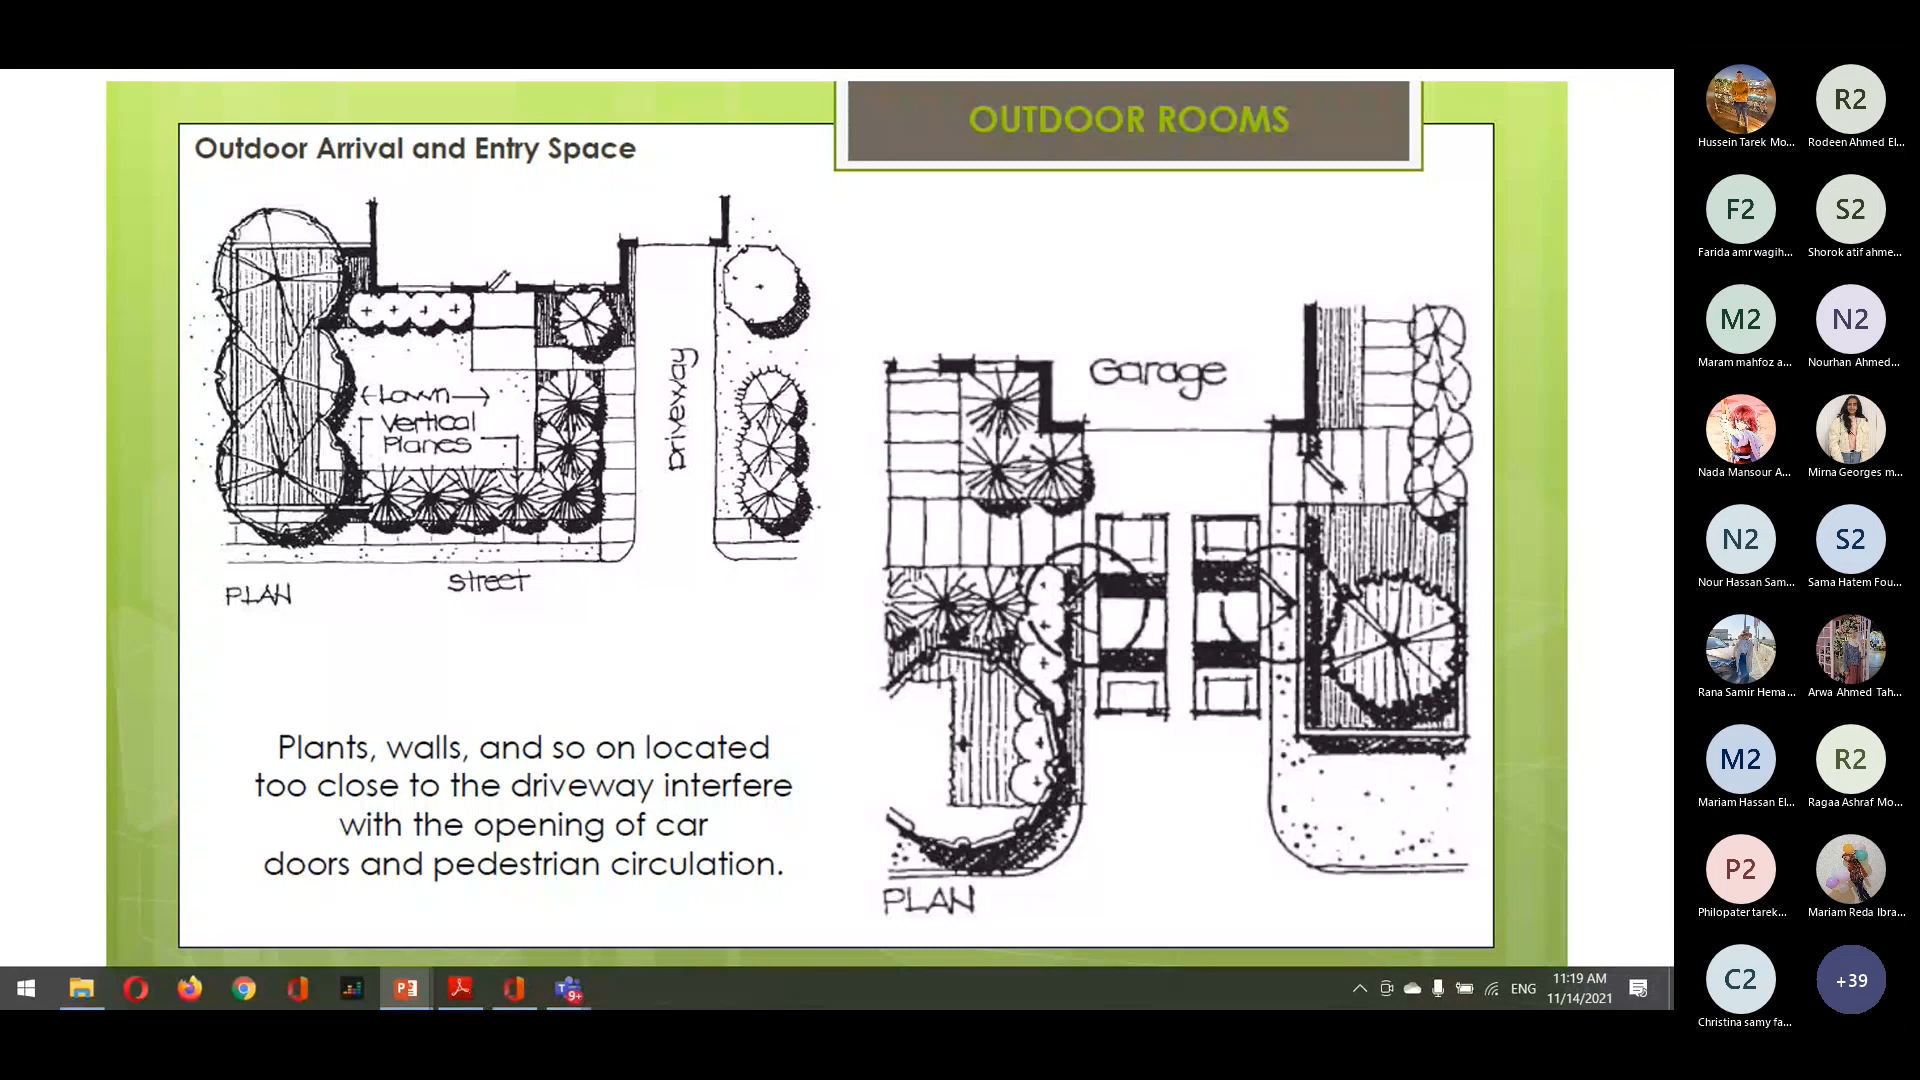 OUTDOOR ROOMS
Outdoor Arrival and Entry Space
Lawn
Vertical
Planes
Driveway
Street
PLAN
Garage
PLAN
Plants, walls, and so on located
too close to the driveway interfere
with the opening of car
doors and pedestrian circulation.
Hussein Tarek Mo...
R2
Rodeen Ahmed El...
F2
Farida amr wagih...
S2
Shorok atif ahme...
M2
Maram mahfoz a...
N2
Nourhan Ahmed...
Nada Mansour A...
Mirna Georges m...
N2
Nour Hassan Sam...
S2
Sama Hatem Fou...
Rana Samir Hema...
Arwa Ahmed Tah...
M2
Mariam Hassan El...
R2
Ragaa Ashraf Mo...
P2
Philopater tarek...
Mariam Reda Ibra...
C2
Christina samy fa...
+39
9+
ENG
11:19 AM
11/14/2021